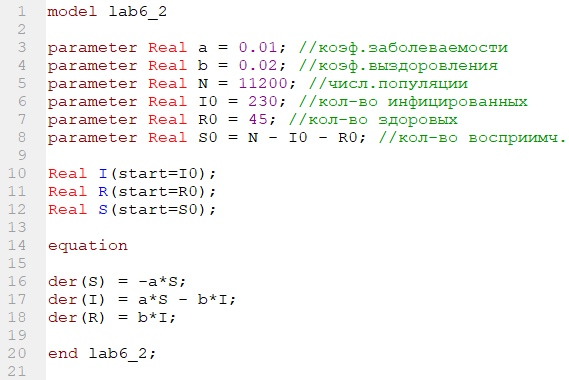 1 model lab6_2
2
3 parameter Real a = 0.01; //коэф.заболеваемости
4 parameter Real b = 0.02; //коэф.выздоровления
5 parameter Real N = 11200; //числ.популяции
6 parameter Real I0 = 230; //кол-во инфицированных
7 parameter Real R0 = 45; //кол-во здоровых
8 parameter Real S0 = N - I0 - R0; //кол-во восприимч.
9
10 Real I(start=I0);
11 Real R(start=R0);
12 Real S(start=S0);
13
14 equation
15
16 der(S) = -a*S;
17 der(I) = a*S - b*I;
18 der(R) = b*I;
19
20 end lab6_2;
21